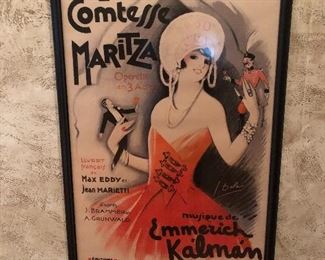 Comtesse
MARITZA
Opérette
en 3 Actes
LIVRET
français
DE
MAX EDDY et
Jean MARIETTI
d'après
J. BRAMMER &
A. GRUNWALD
musique de
Emmerich
Kálmán